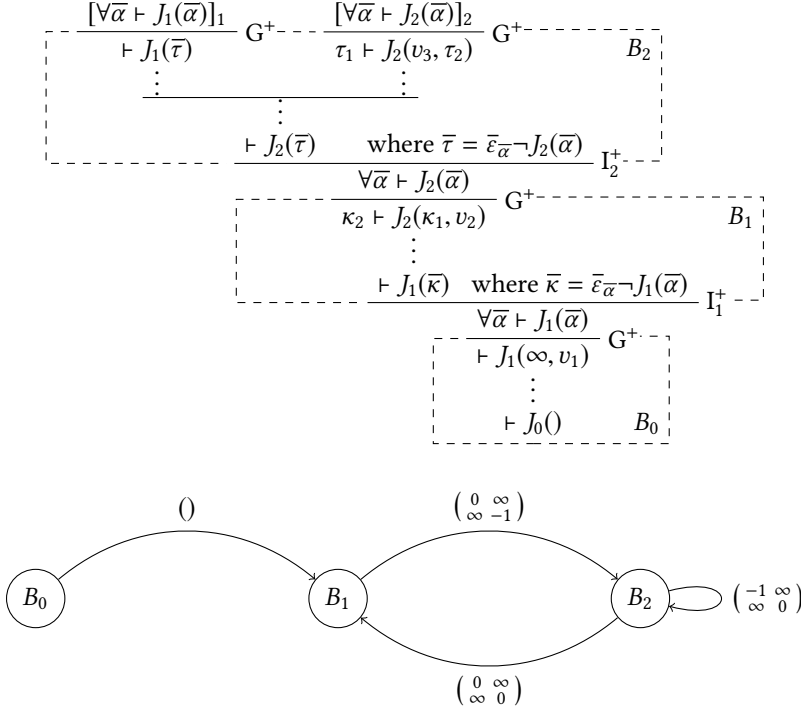 [∀ᾱ ⊢ J₁(ᾱ)]₁ G⁺ [∀ᾱ ⊢ J₂(ᾱ)]₂ G⁺
⊢ J₁(τ̄) τ₁ ⊢ J₂(υ₃, τ₂) B₂
⊢ J₂(τ̄) where τ̄ = ε̄_ᾱ¬J₂(ᾱ) I₂⁺
∀ᾱ ⊢ J₂(ᾱ) G⁺
κ₂ ⊢ J₂(κ₁, υ₂) B₁
⊢ J₁(κ̄) where κ̄ = ε̄_ᾱ¬J₁(ᾱ) I₁⁺
∀ᾱ ⊢ J₁(ᾱ) G⁺
⊢ J₁(∞, υ₁)
⊢ J₀() B₀
()
0 ∞
∞ -1
B₀ B₁ B₂
-1 ∞
∞ 0
0 ∞
∞ 0